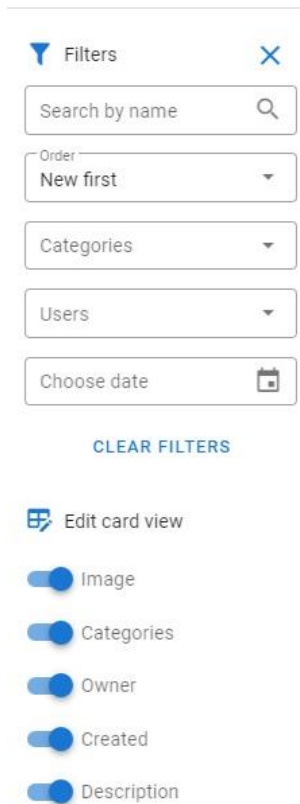 Filters
Search by name
Order
New first
Categories
Users
Choose date
CLEAR FILTERS
Edit card view
Image
Categories
Owner
Created
Description